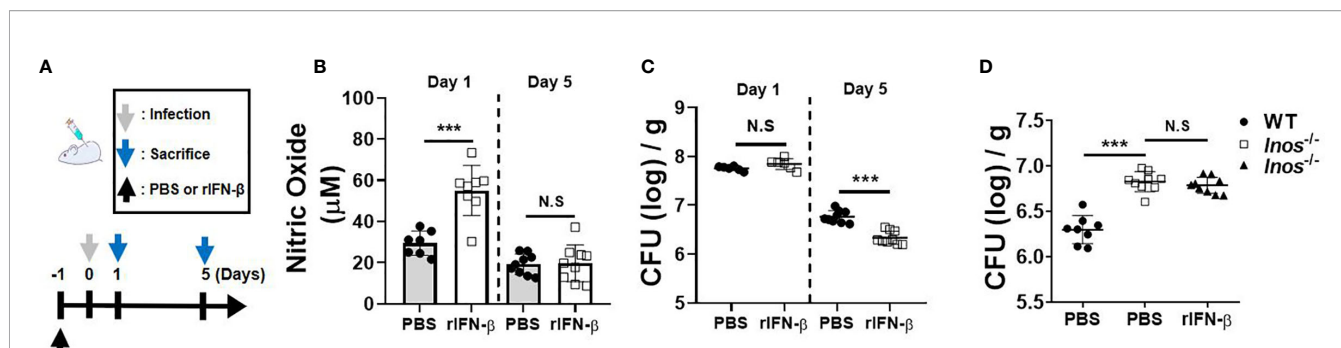 A
: Infection
: Sacrifice
: PBS or rIFN-β
-1 0 1 5 (Days)
B
Day 1 Day 5
Nitric Oxide
(μM)
100
80
60
40
20
0
***
N.S
PBS rIFN-β PBS rIFN-β
C
Day 1 Day 5
CFU (log) / g
9
8
7
6
5
N.S
***
PBS rIFN-β PBS rIFN-β
D
CFU (log) / g
7.5
7.0
6.5
6.0
5.5
***
N.S
PBS PBS rIFN-β
WT
Inos-/-
Inos-/-